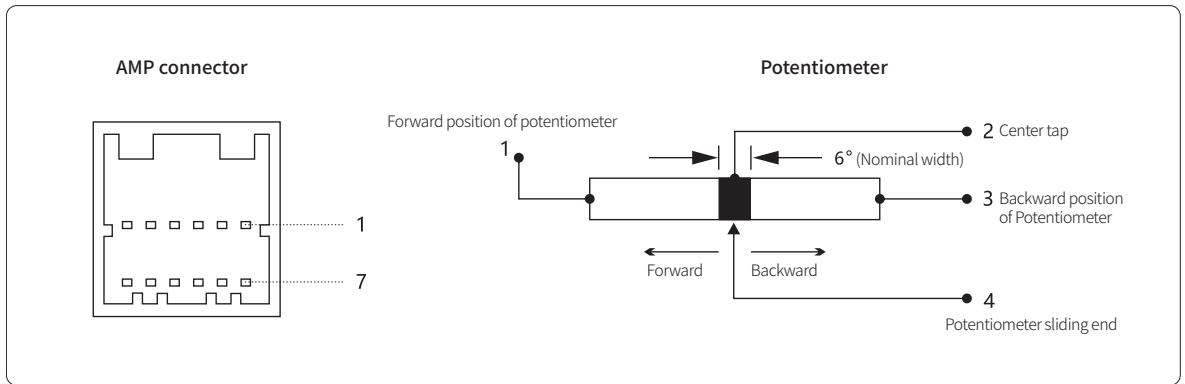 AMP connector
Potentiometer
Forward position of potentiometer
1
2 Center tap
6° (Nominal width)
3 Backward position
of Potentiometer
1
Forward
Backward
7
4
Potentiometer sliding end